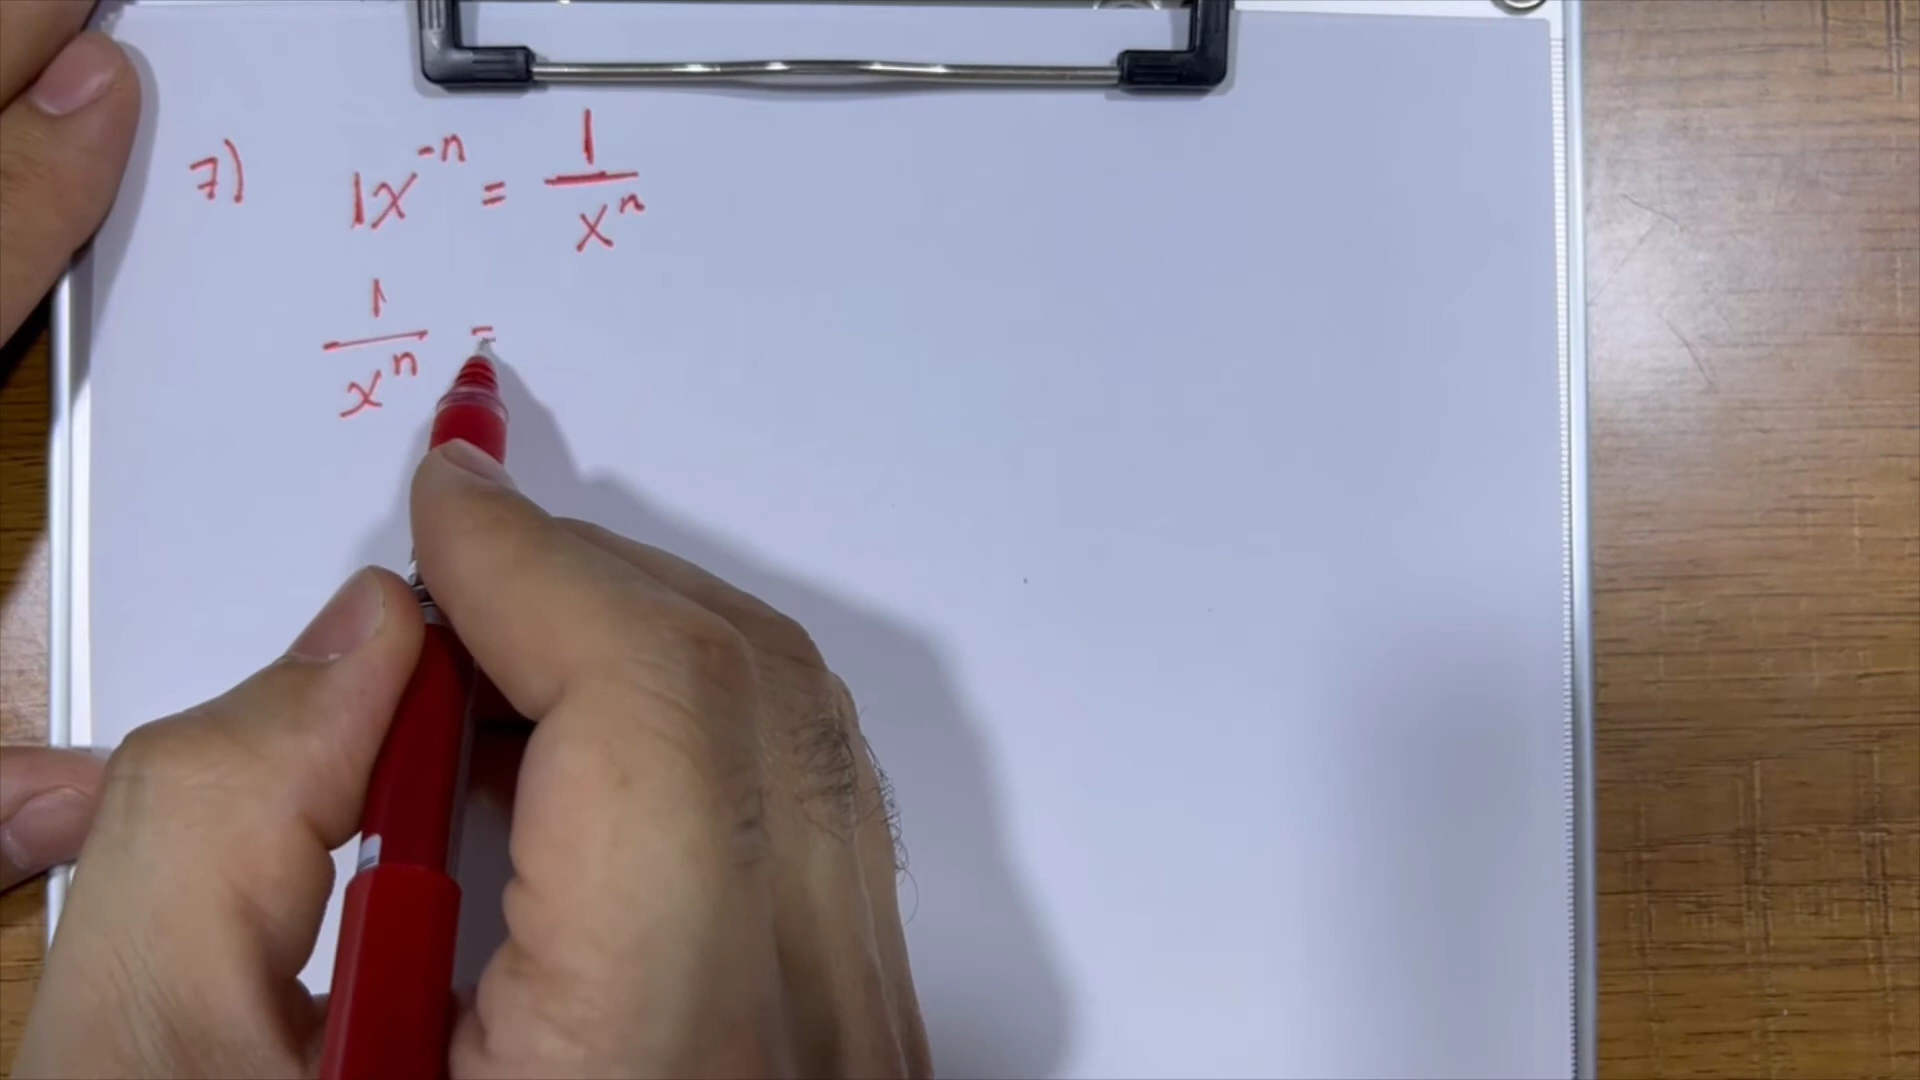 7) 1x^-n = 1/x^n
1/x^n =